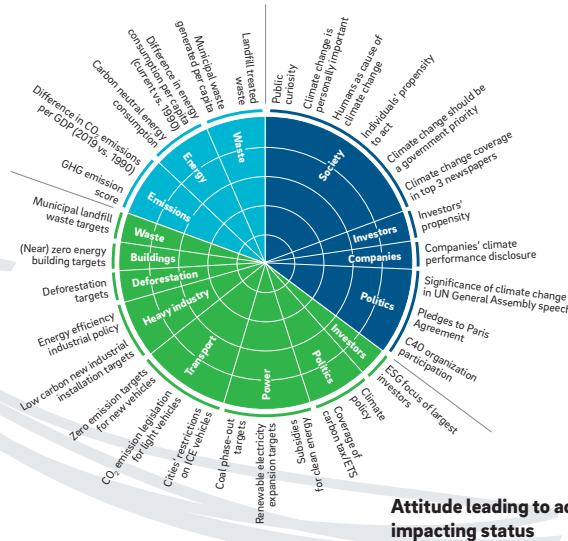 Landfill treated
waste
Municipal waste
generated per capita
Difference in energy
consumption per capita
(current vs. 1990)
Carbon neutral energy
consumption
Difference in CO₂ emissions
per GDP (2019 vs. 1990)
GHG emission
score
Public
curiosity
Climate change is
personally important
Humans as cause of
climate change
Individuals' propensity
to act
Climate change should be
a government priority
Climate change coverage
in top 3 newspapers
Investors'
propensity
Companies' climate
performance disclosure
Significance of climate change
in UN General Assembly speech
Pledges to Paris
Agreement
C40 organization
participation
ESG focus of largest
investors
Climate
policy
Coverage of
carbon tax/ETS
Subsidies
for clean energy
Renewable electricity
expansion targets
Coal phase-out
targets
Cities' restrictions
on ICE vehicles
CO₂ emission legislation
for light vehicles
Zero emission targets
for new vehicles
Low carbon new industrial
installation targets
Energy efficiency
industrial policy
Deforestation
targets
(Near) zero energy
building targets
Municipal landfill
waste targets
Waste
Energy
Emissions
Society
Investors
Companies
Politics
Investors
Politics
Power
Transport
Heavy industry
Deforestation
Buildings
Waste
Attitude leading to
impacting status